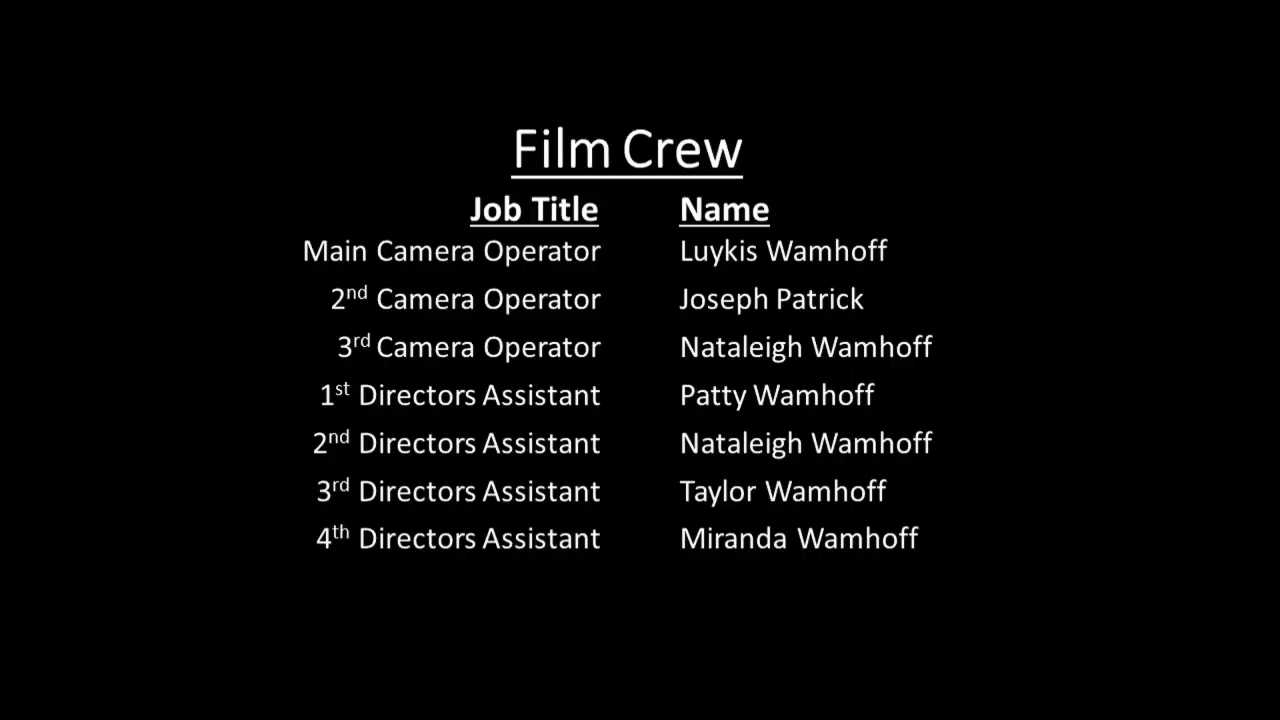 Film Crew
Job Title Name
Main Camera Operator Luykis Wamhoff
2nd Camera Operator Joseph Patrick
3rd Camera Operator Nataleigh Wamhoff
1st Directors Assistant Patty Wamhoff
2nd Directors Assistant Nataleigh Wamhoff
3rd Directors Assistant Taylor Wamhoff
4th Directors Assistant Miranda Wamhoff